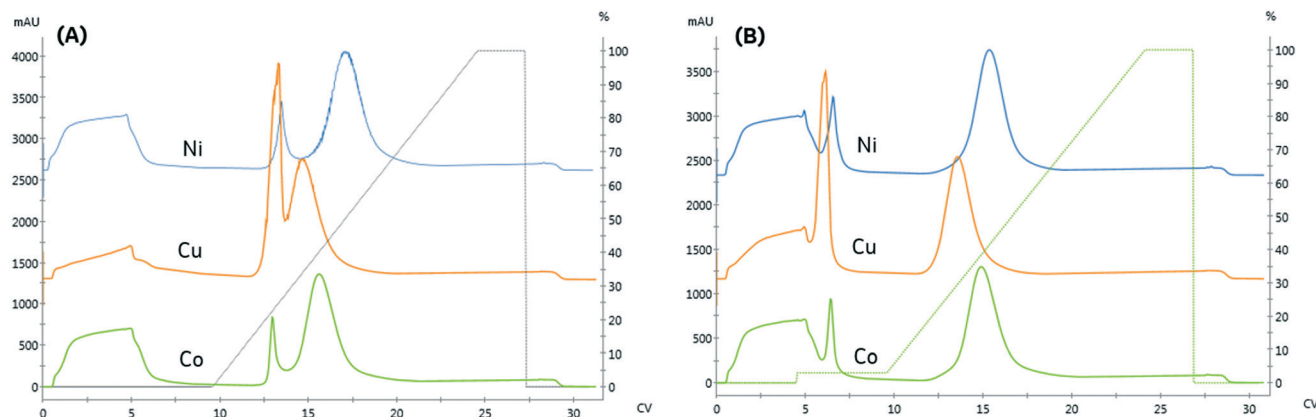 mAU (A) %
4000 100
3500 90
3000 80
2500 70
2000 60
1500 50
1000 40
500 30
0 20
10
0
Ni
Cu
Co
0 5 10 15 20 25 30 CV
mAU (B) %
3500 100
3000 90
2500 80
2000 70
1500 60
1000 50
500 40
0 30
20
10
0
Ni
Cu
Co
0 5 10 15 20 25 30 CV